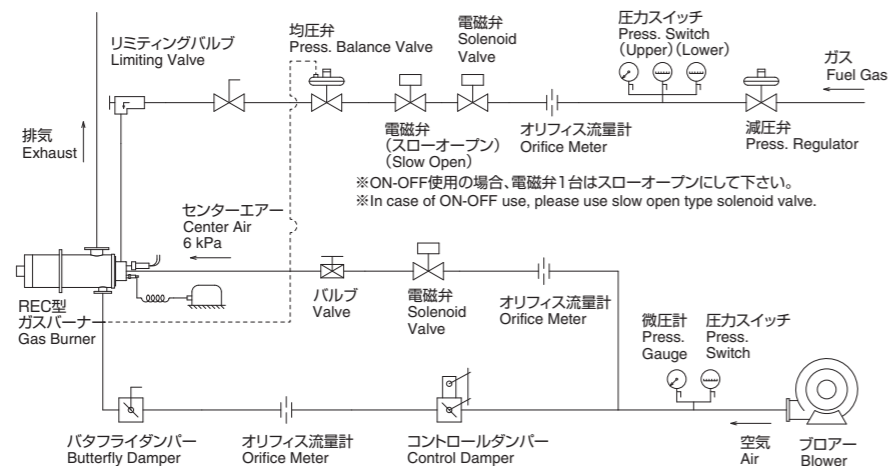 リミティングバルブ
Limiting Valve
均圧弁
Press. Balance Valve
電磁弁
Solenoid
Valve
圧力スイッチ
Press. Switch
(Upper)(Lower)
ガス
Fuel Gas
排気
Exhaust
電磁弁
(スローオープン)
(Slow Open)
オリフィス流量計
Orifice Meter
減圧弁
Press. Regulator
※ON-OFF使用の場合、電磁弁1台はスローオープンにして下さい。
※In case of ON-OFF use, please use slow open type solenoid valve.
センターエアー
Center Air
6 kPa
REC型
ガスバーナー
Gas Burner
バルブ
Valve
電磁弁
Solenoid
Valve
オリフィス流量計
Orifice Meter
微圧計
Press.
Gauge
圧力スイッチ
Press.
Switch
バタフライダンパー
Butterfly Damper
オリフィス流量計
Orifice Meter
コントロールダンパー
Control Damper
空気
Air
ブロアー
Blower